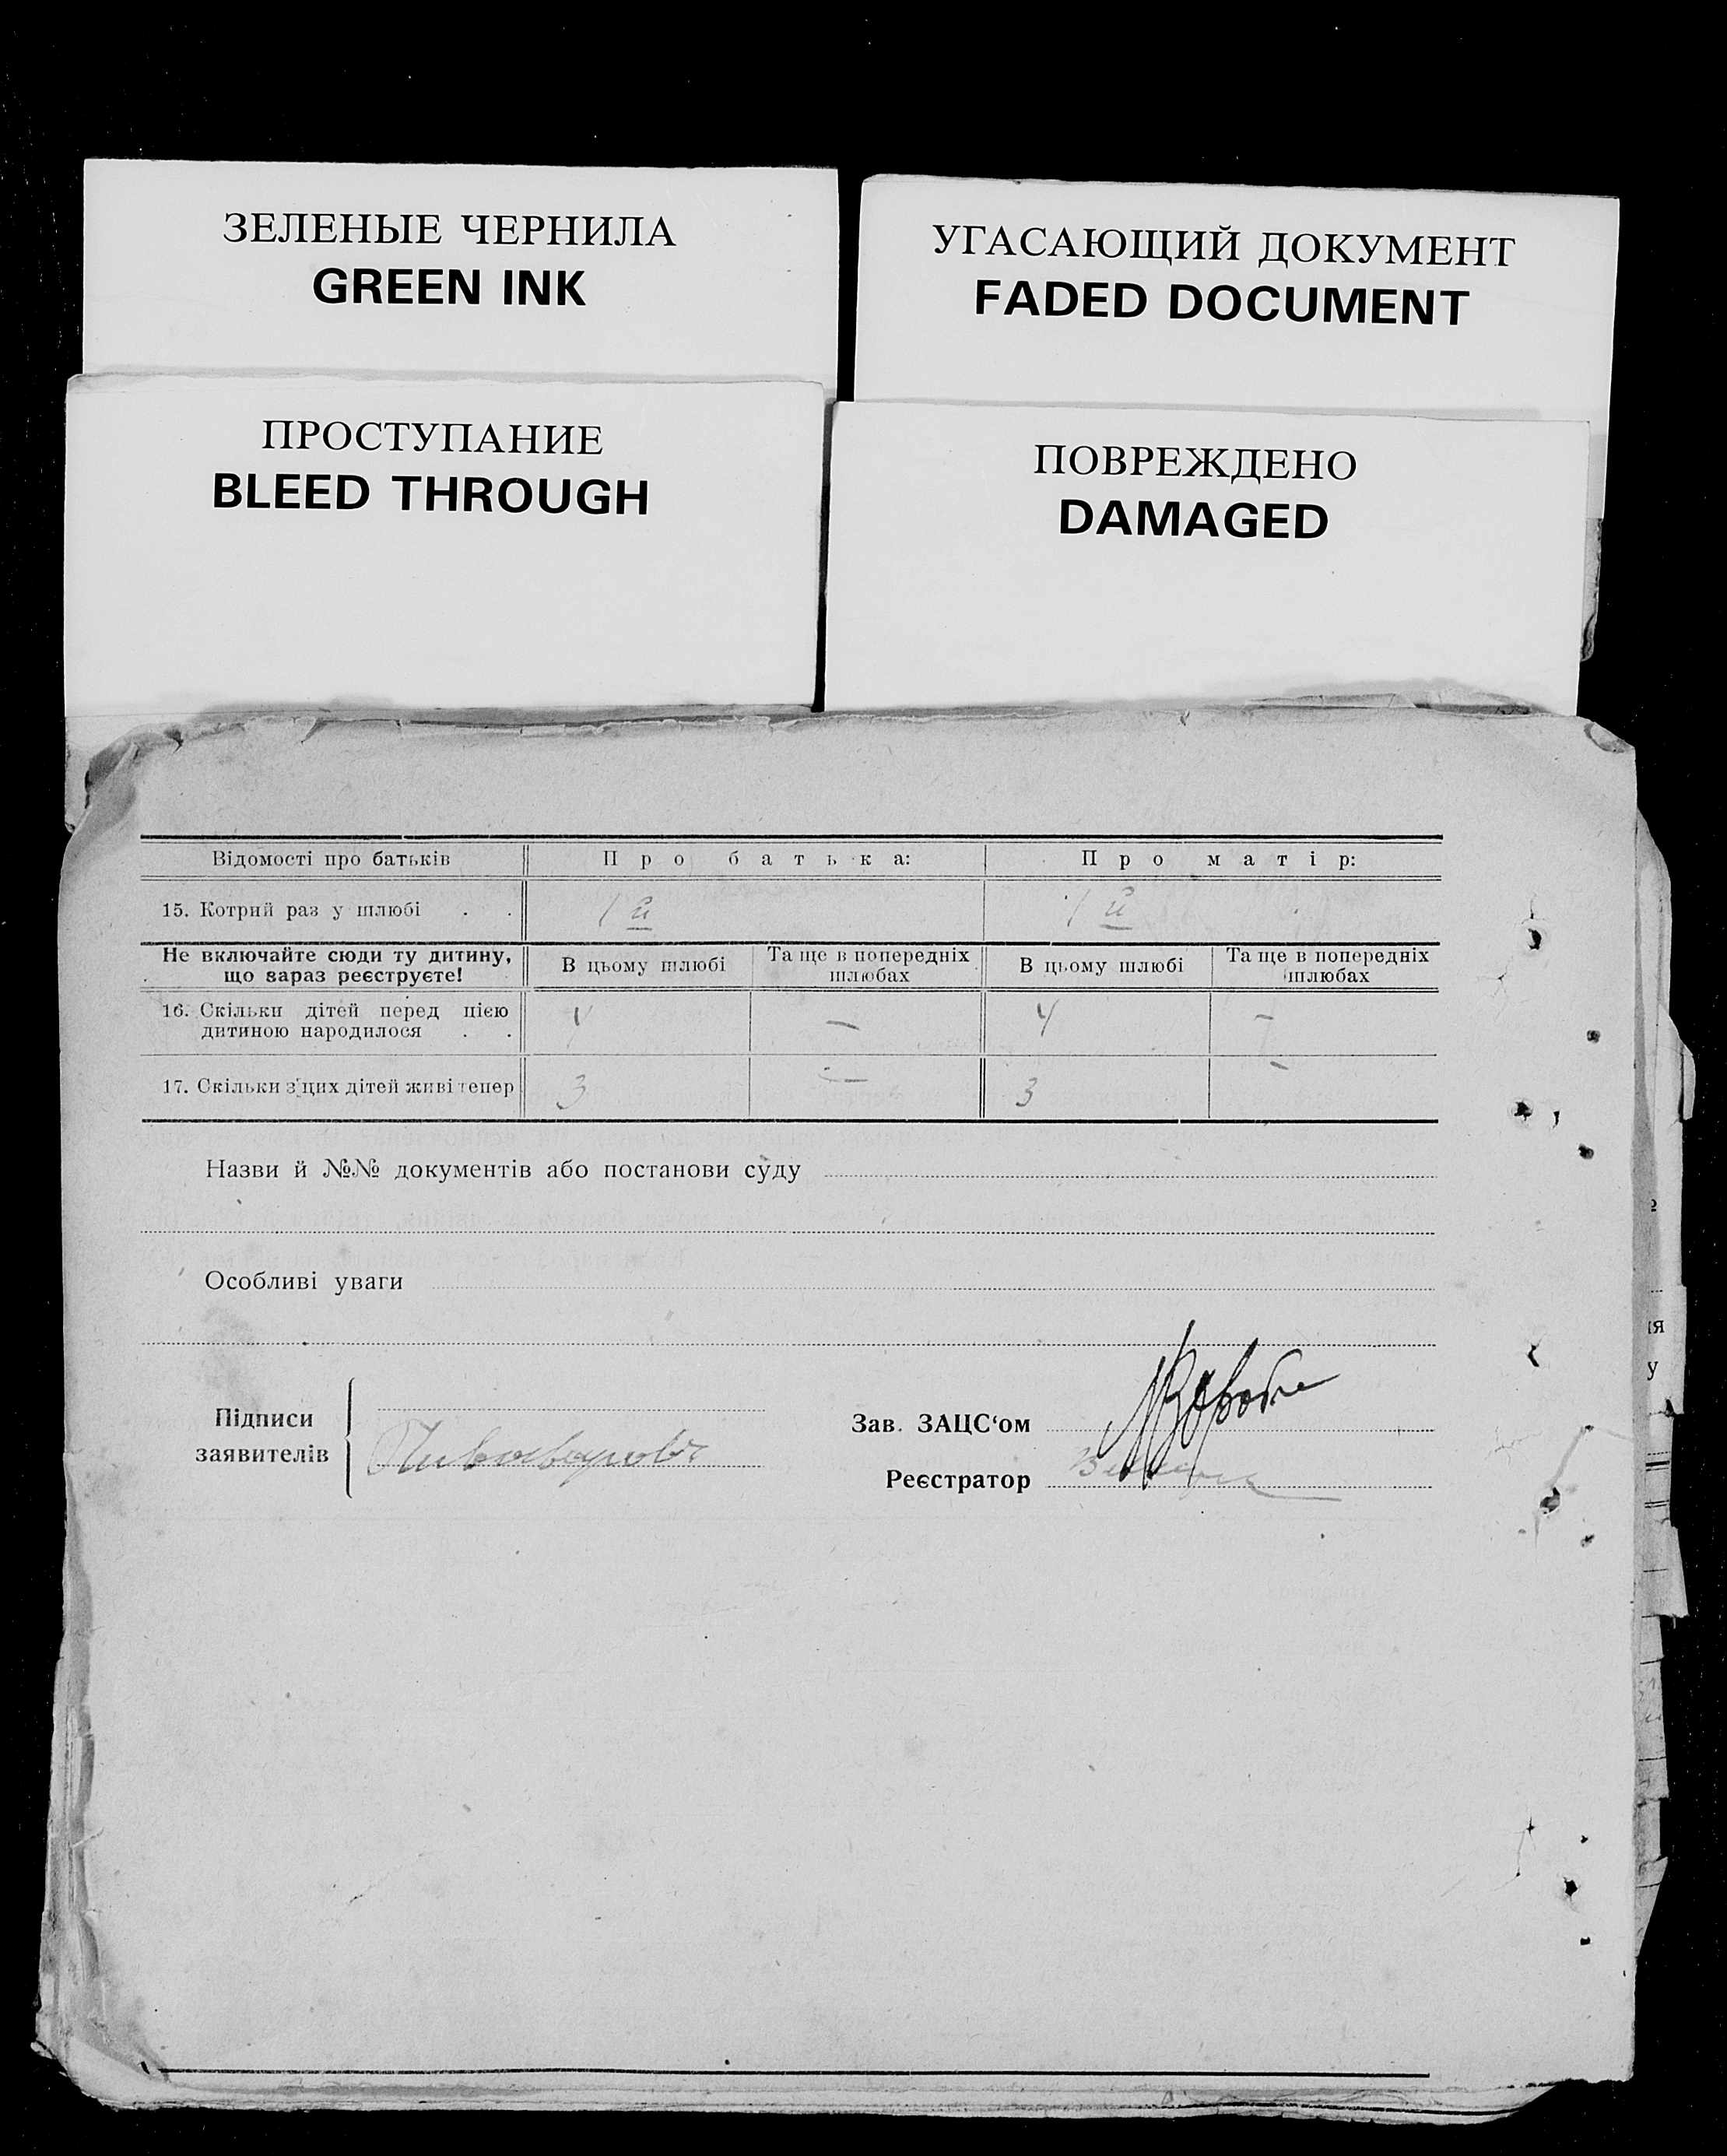 ЗЕЛЕНЫЕ ЧЕРНИЛА
GREEN INK
УГАСАЮЩИЙ ДОКУМЕНТ
FADED DOCUMENT
ПРОСТУПАНИЕ
BLEED THROUGH
ПОВРЕЖДЕНО
DAMAGED
Відомості про батьків Про батька: Про матір:
15. Котрий раз у шлюбі . . 1й 1й
Не включайте сюди ту дитину, що зараз реєструєте! В цьому шлюбі Та ще в попередніх шлюбах В цьому шлюбі Та ще в попередніх шлюбах
16. Скільки дітей перед цією
дитиною народилося . . 4 — 4 —
17. Скільки з цих дітей живі тепер 3 — 3 —
Назви й №№ документів або постанови суду
Особливі уваги
Підписи
заявителів
Зав. ЗАЦС‘ом
Реєстратор